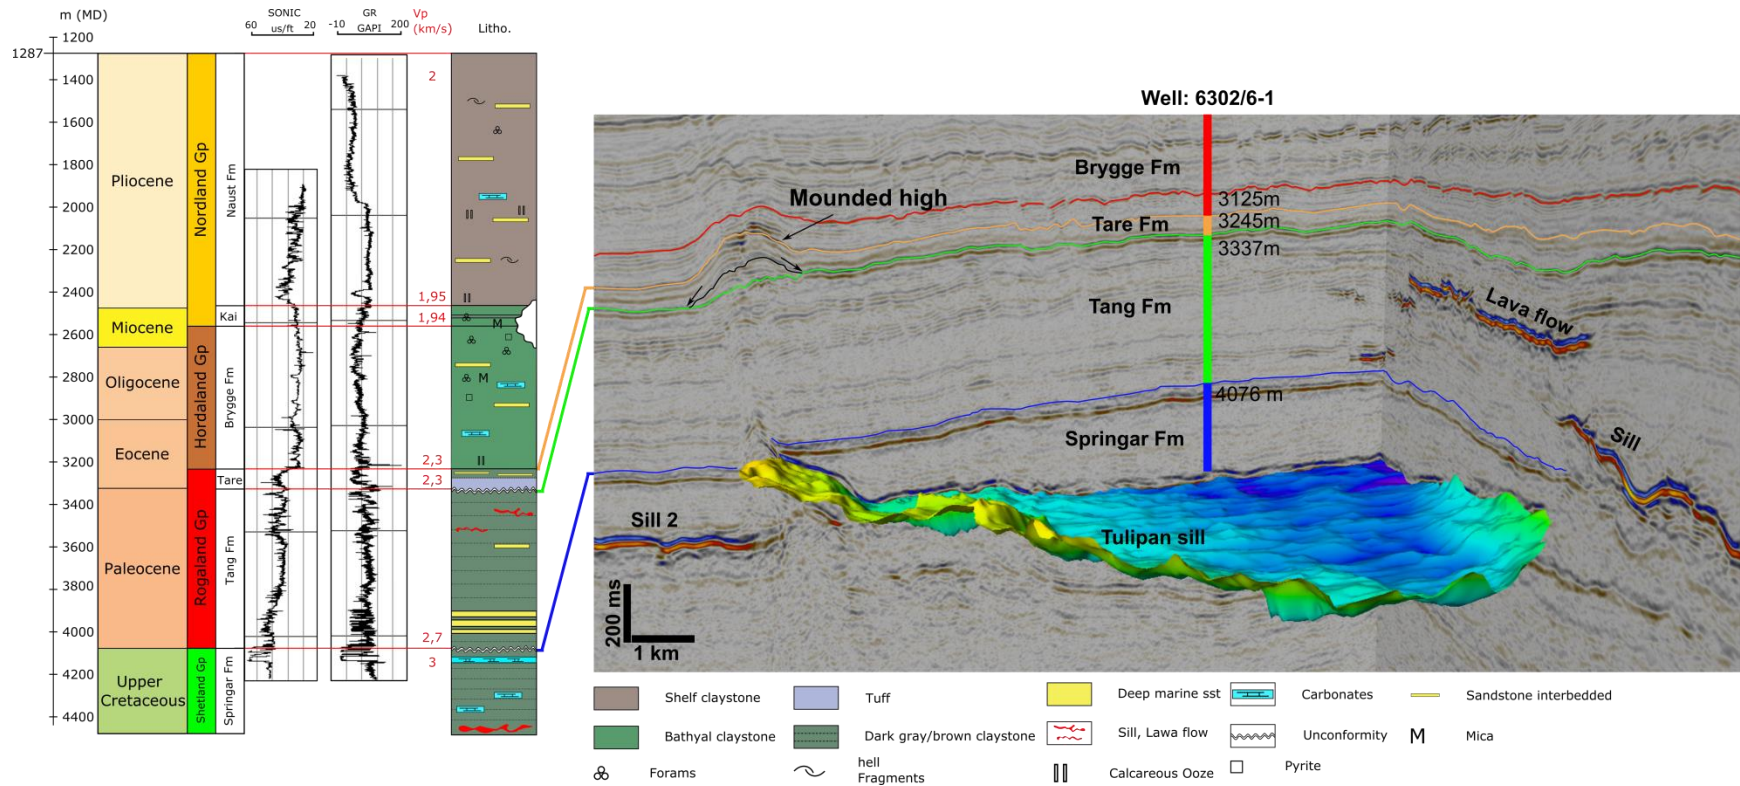 m (MD)
SONIC
60 us/ft 20
GR
-10 GAPI 200
Vp
(km/s)
Litho.
1200
1287
1400
1600
1800
2000
2200
2400
2600
2800
3000
3200
3400
3600
3800
4000
4200
4400
Pliocene
Miocene
Oligocene
Eocene
Paleocene
Upper
Cretaceous
Nordland Gp
Hordaland Gp
Rogaland Gp
Shetland Gp
Naust Fm
Kai
Brygge Fm
Tare
Tang Fm
Springar Fm
2
1,95
1,94
2,3
2,3
2,7
3
M
M
Well: 6302/6-1
Brygge Fm
Mounded high
3125m
Tare Fm
3245m
3337m
Tang Fm
Lava flow
4076 m
Springar Fm
Sill
Sill 2
Tulipan sill
200 ms
1 km
Shelf claystone
Tuff
Deep marine sst
Carbonates
Sandstone interbedded
Bathyal claystone
Dark gray/brown claystone
Sill, Lawa flow
Unconformity
M Mica
Forams
hell
Fragments
Calcareous Ooze
Pyrite